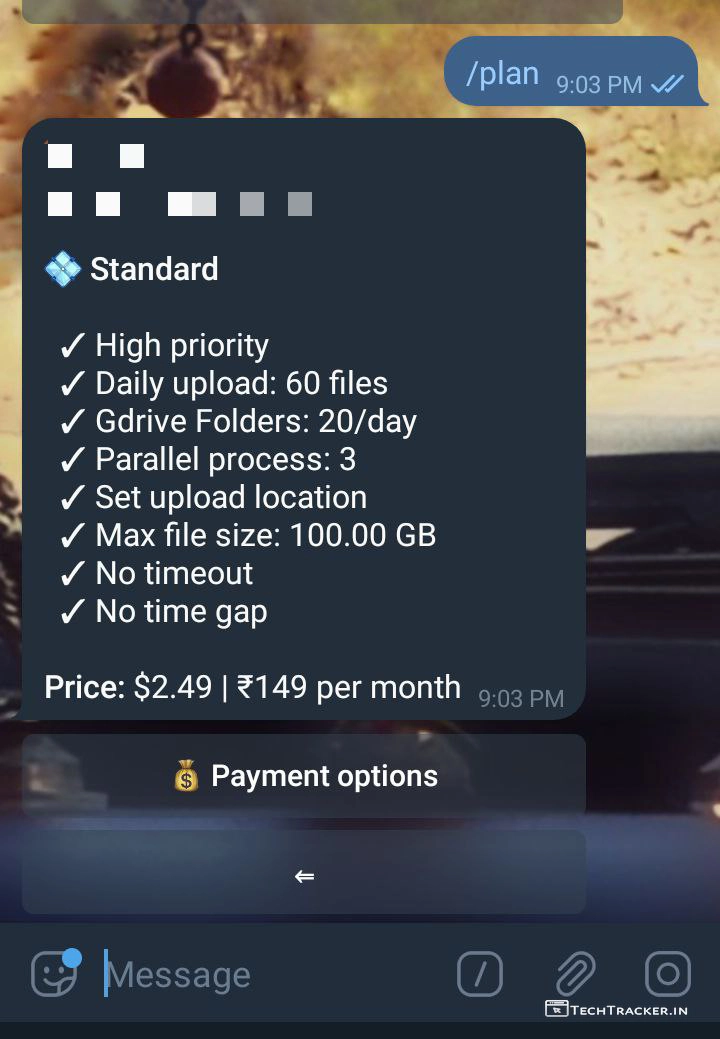 /plan 9:03 PM
💠 Standard
✓ High priority
✓ Daily upload: 60 files
✓ Gdrive Folders: 20/day
✓ Parallel process: 3
✓ Set upload location
✓ Max file size: 100.00 GB
✓ No timeout
✓ No time gap
Price: $2.49 | ₹149 per month 9:03 PM
💰 Payment options
⇐
Message
TECHTRACKER.IN